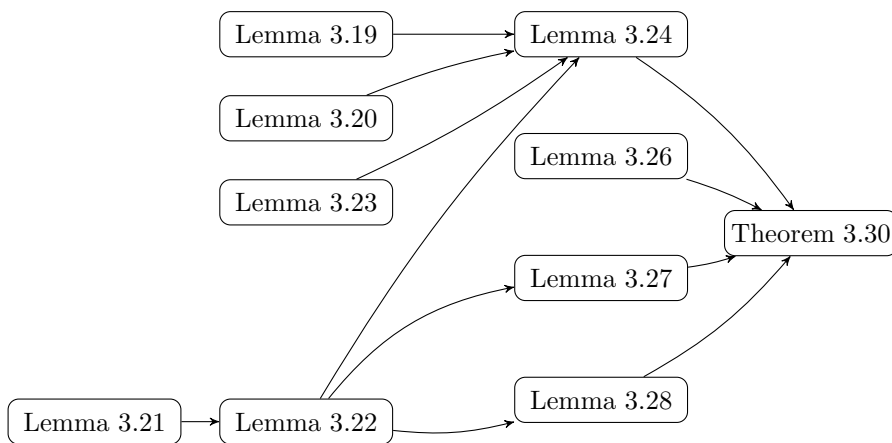 Lemma 3.19
Lemma 3.24
Lemma 3.20
Lemma 3.26
Lemma 3.23
Theorem 3.30
Lemma 3.27
Lemma 3.28
Lemma 3.21
Lemma 3.22